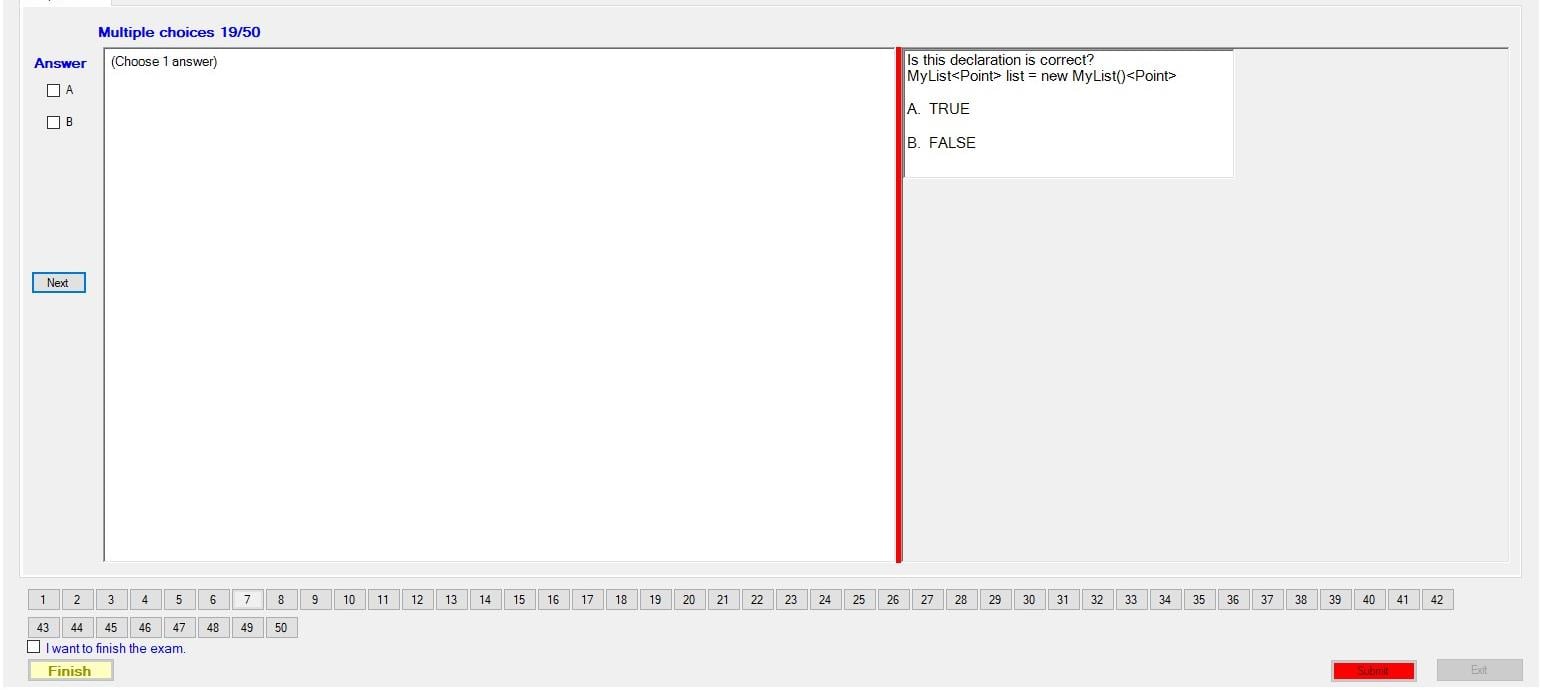 Multiple choices 19/50
Answer
(Choose 1 answer)
A
B
Next
Is this declaration is correct?
MyList<Point> list = new MyList()<Point>
A. TRUE
B. FALSE
1 2 3 4 5 6 7 8 9 10 11 12 13 14 15 16 17 18 19 20 21 22 23 24 25 26 27 28 29 30 31 32 33 34 35 36 37 38 39 40 41 42
43 44 45 46 47 48 49 50
I want to finish the exam.
Finish
Submit
Exit